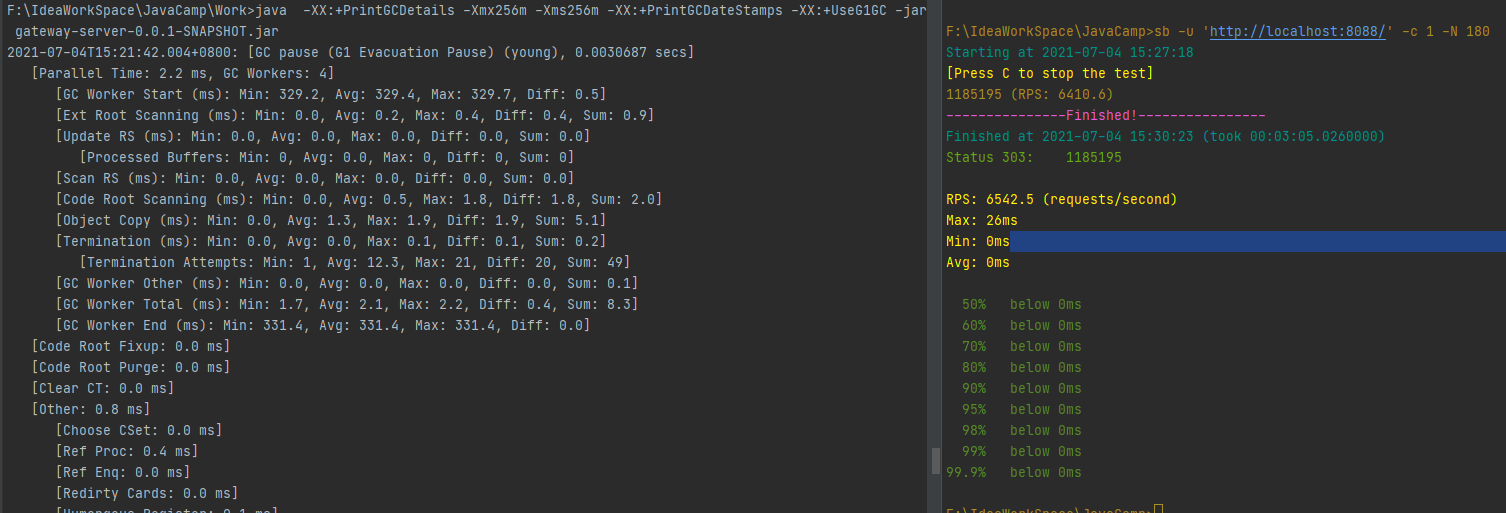 F:\IdeaWorkSpace\JavaCamp\Work>java  -XX:+PrintGCDetails -Xmx256m -Xms256m -XX:+PrintGCDateStamps -XX:+UseG1GC -jar
 gateway-server-0.0.1-SNAPSHOT.jar
2021-07-04T15:21:42.004+0800: [GC pause (G1 Evacuation Pause) (young), 0.0030687 secs]
   [Parallel Time: 2.2 ms, GC Workers: 4]
      [GC Worker Start (ms): Min: 329.2, Avg: 329.4, Max: 329.7, Diff: 0.5]
      [Ext Root Scanning (ms): Min: 0.0, Avg: 0.2, Max: 0.4, Diff: 0.4, Sum: 0.9]
      [Update RS (ms): Min: 0.0, Avg: 0.0, Max: 0.0, Diff: 0.0, Sum: 0.0]
         [Processed Buffers: Min: 0, Avg: 0.0, Max: 0, Diff: 0, Sum: 0]
      [Scan RS (ms): Min: 0.0, Avg: 0.0, Max: 0.0, Diff: 0.0, Sum: 0.0]
      [Code Root Scanning (ms): Min: 0.0, Avg: 0.5, Max: 1.8, Diff: 1.8, Sum: 2.0]
      [Object Copy (ms): Min: 0.0, Avg: 1.3, Max: 1.9, Diff: 1.9, Sum: 5.1]
      [Termination (ms): Min: 0.0, Avg: 0.0, Max: 0.1, Diff: 0.1, Sum: 0.2]
         [Termination Attempts: Min: 1, Avg: 12.3, Max: 21, Diff: 20, Sum: 49]
      [GC Worker Other (ms): Min: 0.0, Avg: 0.0, Max: 0.0, Diff: 0.0, Sum: 0.1]
      [GC Worker Total (ms): Min: 1.7, Avg: 2.1, Max: 2.2, Diff: 0.4, Sum: 8.3]
      [GC Worker End (ms): Min: 331.4, Avg: 331.4, Max: 331.4, Diff: 0.0]
   [Code Root Fixup: 0.0 ms]
   [Code Root Purge: 0.0 ms]
   [Clear CT: 0.0 ms]
   [Other: 0.8 ms]
      [Choose CSet: 0.0 ms]
      [Ref Proc: 0.4 ms]
      [Ref Enq: 0.0 ms]
      [Redirty Cards: 0.0 ms]
      [Humongous Register: 0.1 ms]
F:\IdeaWorkSpace\JavaCamp>sb -u 'http://localhost:8088/' -c 1 -N 180
Starting at 2021-07-04 15:27:18
[Press C to stop the test]
1185195 (RPS: 6410.6)
---------------Finished!----------------
Finished at 2021-07-04 15:30:23 (took 00:03:05.0260000)
Status 303:    1185195
RPS: 6542.5 (requests/second)
Max: 26ms
Min: 0ms
Avg: 0ms
  50%   below 0ms
  60%   below 0ms
  70%   below 0ms
  80%   below 0ms
  90%   below 0ms
  95%   below 0ms
  98%   below 0ms
  99%   below 0ms
99.9%   below 0ms
F:\IdeaWorkSpace\JavaCamp>